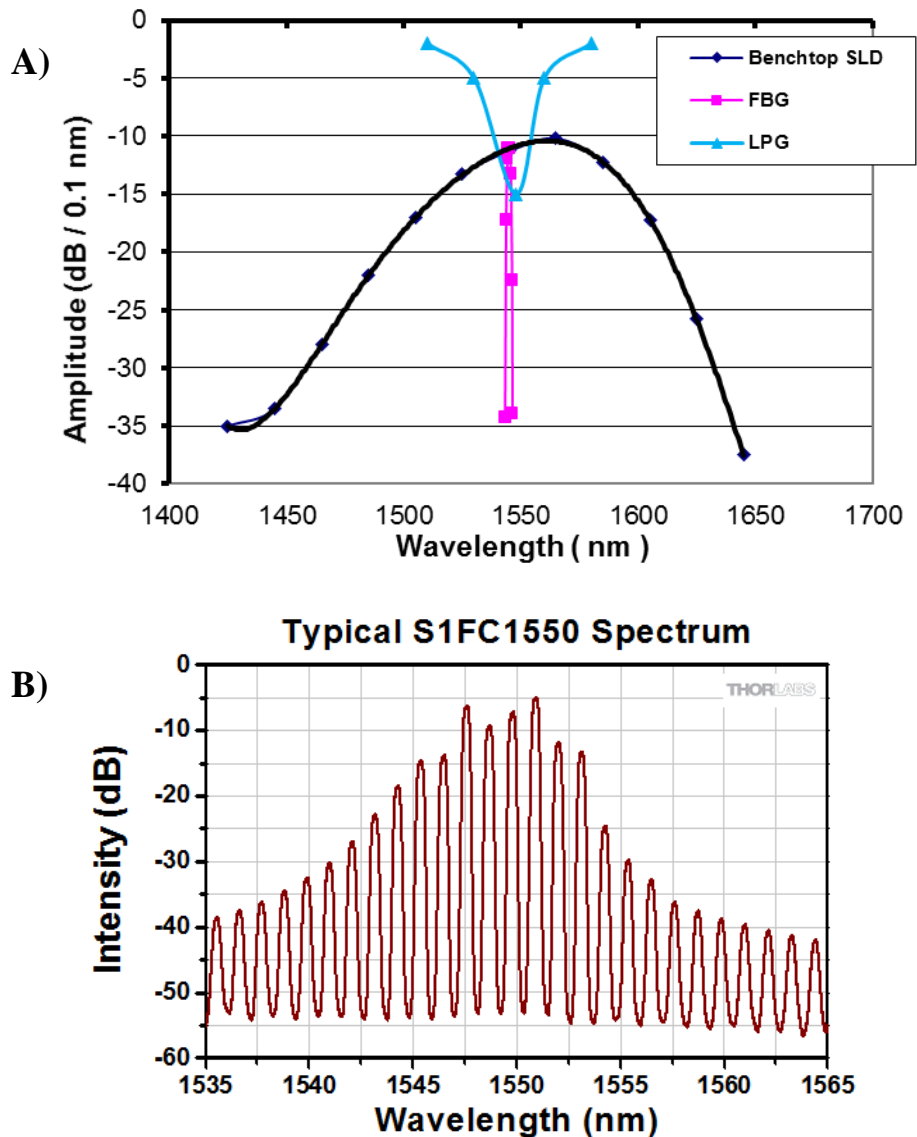 A)
0
-5
-10
-15
-20
-25
-30
-35
-40
Amplitude (dB / 0.1 nm)
Benchtop SLD
FBG
LPG
1400 1450 1500 1550 1600 1650 1700
Wavelength ( nm )
Typical S1FC1550 Spectrum
B)
0
-10
-20
-30
-40
-50
-60
Intensity (dB)
THORLABS
1535 1540 1545 1550 1555 1560 1565
Wavelength (nm)